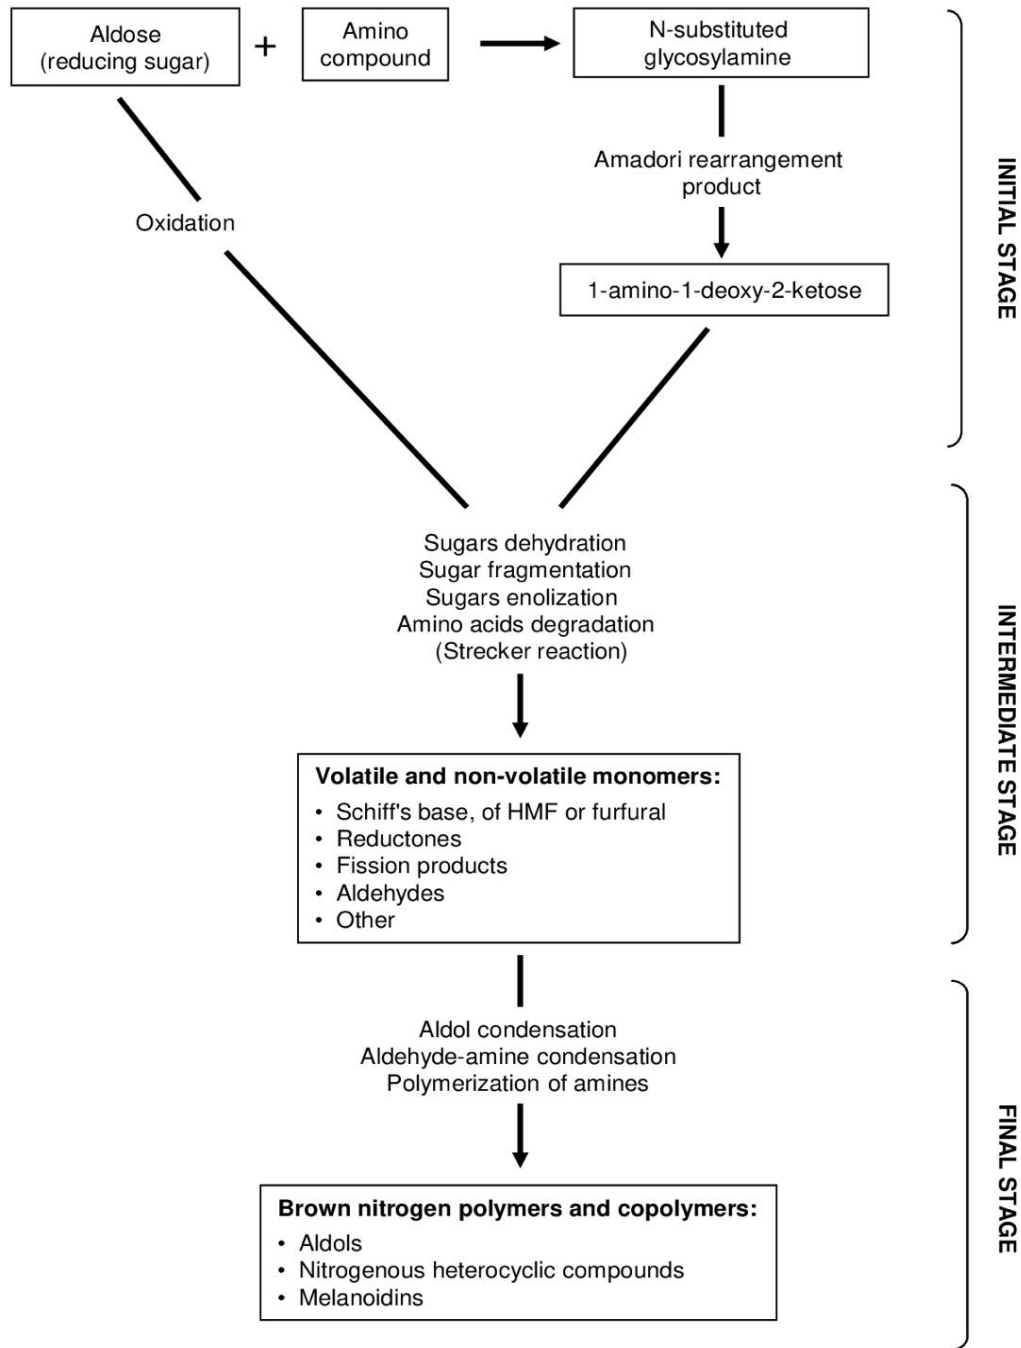 Aldose
(reducing sugar)
+
Amino
compound
N-substituted
glycosylamine
Amadori rearrangement
product
Oxidation
1-amino-1-deoxy-2-ketose
INITIAL STAGE
Sugars dehydration
Sugar fragmentation
Sugars enolization
Amino acids degradation
(Strecker reaction)
Volatile and non-volatile monomers:
• Schiff's base, of HMF or furfural
• Reductones
• Fission products
• Aldehydes
• Other
INTERMEDIATE STAGE
Aldol condensation
Aldehyde-amine condensation
Polymerization of amines
Brown nitrogen polymers and copolymers:
• Aldols
• Nitrogenous heterocyclic compounds
• Melanoidins
FINAL STAGE